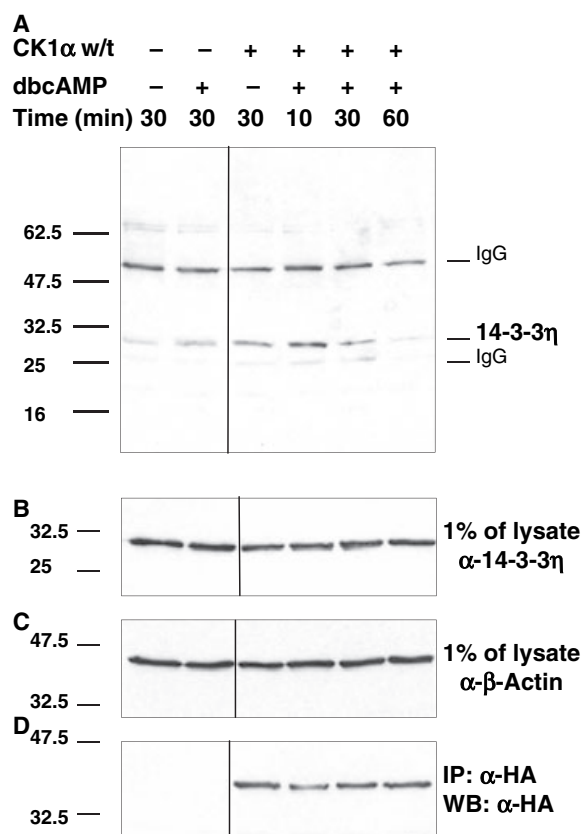 A
CK1α w/t – – + + + +
dbcAMP – + – + + +
Time (min) 30 30 30 10 30 60
62.5
IgG
47.5
32.5
14-3-3η
IgG
25
16
B
32.5
1% of lysate
α-14-3-3η
25
C
47.5
1% of lysate
α-β-Actin
32.5
D
47.5
IP: α-HA
WB: α-HA
32.5